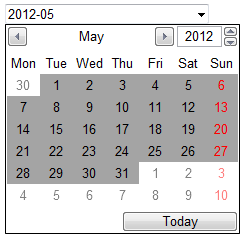 2012-05
May 2012
Mon Tue Wed Thu Fri Sat Sun
30 1 2 3 4 5 6
7 8 9 10 11 12 13
14 15 16 17 18 19 20
21 22 23 24 25 26 27
28 29 30 31 1 2 3
4 5 6 7 8 9 10
Today